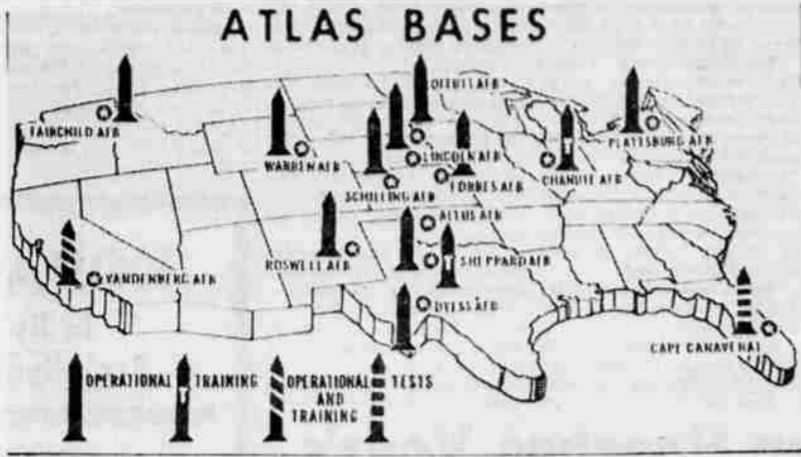 ATLAS BASES
OFFUTT AFB
FAIRCHILD AFB
PLATTSBURG AFB
WARREN AFB
LINCOLN AFB
CHANUTE AFB
FORBES AFB
SCHILLING AFB
ALTUS AFB
ROSWELL AFB
SHEPPARD AFB
VANDENBERG AFB
DYESS AFB
CAPE CANAVERAL
OPERATIONAL
TRAINING
OPERATIONAL
AND
TRAINING
TESTS